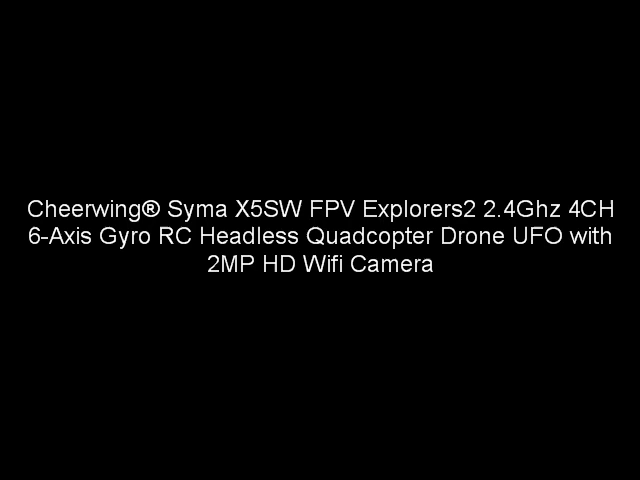 Cheerwing® Syma X5SW FPV Explorers2 2.4Ghz 4CH
6-Axis Gyro RC Headless Quadcopter Drone UFO with
2MP HD Wifi Camera